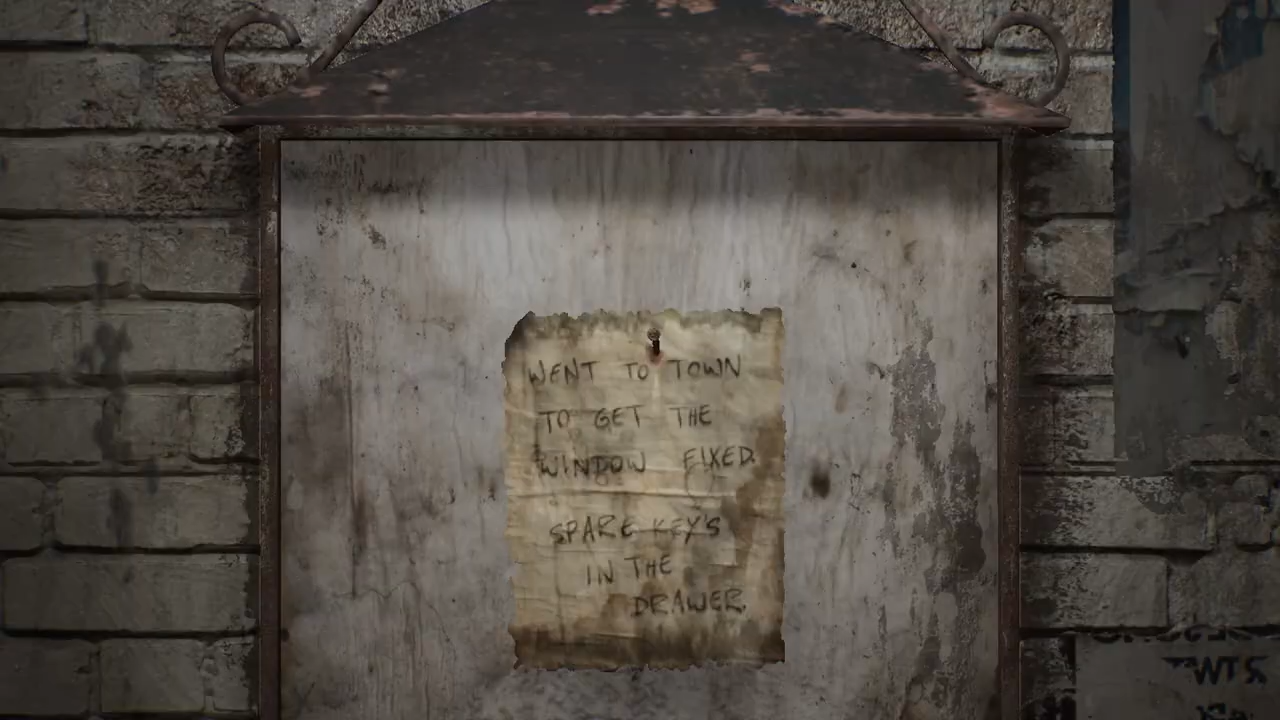 WENT TO TOWN
TO GET THE
WINDOW FIXED.
SPARE KEY'S
IN THE
DRAWER.